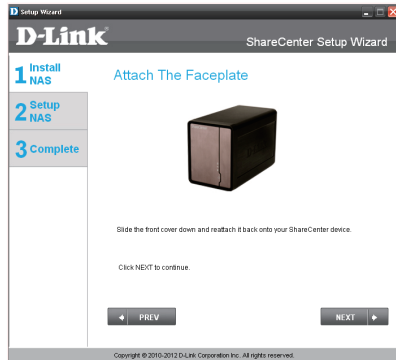 Setup Wizard
D-Link
ShareCenter Setup Wizard
1 Install NAS
2 Setup NAS
3 Complete
Attach The Faceplate
Slide the front cover down and reattach it back onto your ShareCenter device.
Click NEXT to continue.
PREV
NEXT
Copyright © 2010-2012 D-Link Corporation Inc. All rights reserved.